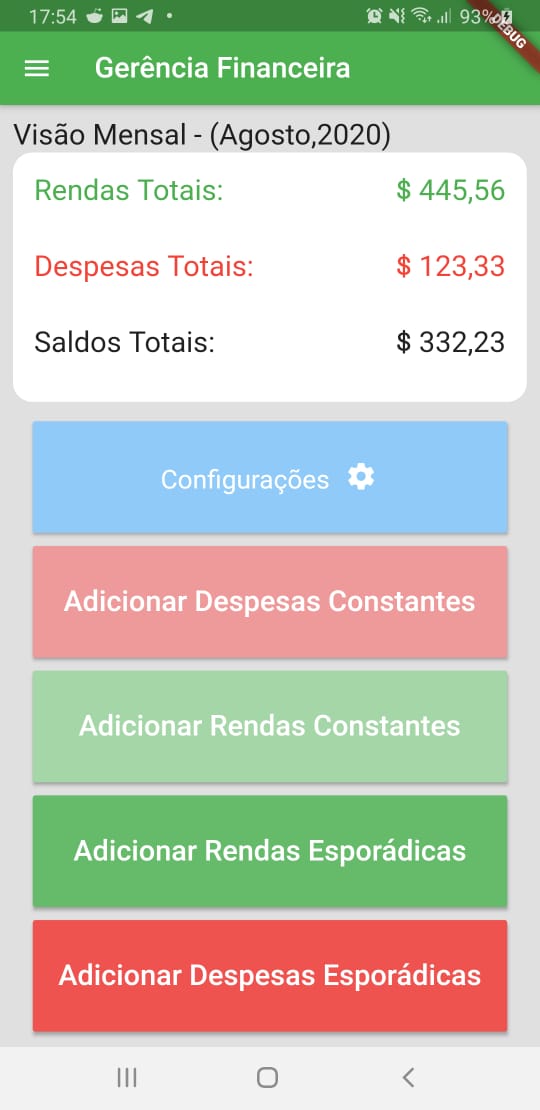 17:54 93% DEBUG
Gerência Financeira
Visão Mensal - (Agosto,2020)
Rendas Totais: $ 445,56
Despesas Totais: $ 123,33
Saldos Totais: $ 332,23
Configurações
Adicionar Despesas Constantes
Adicionar Rendas Constantes
Adicionar Rendas Esporádicas
Adicionar Despesas Esporádicas